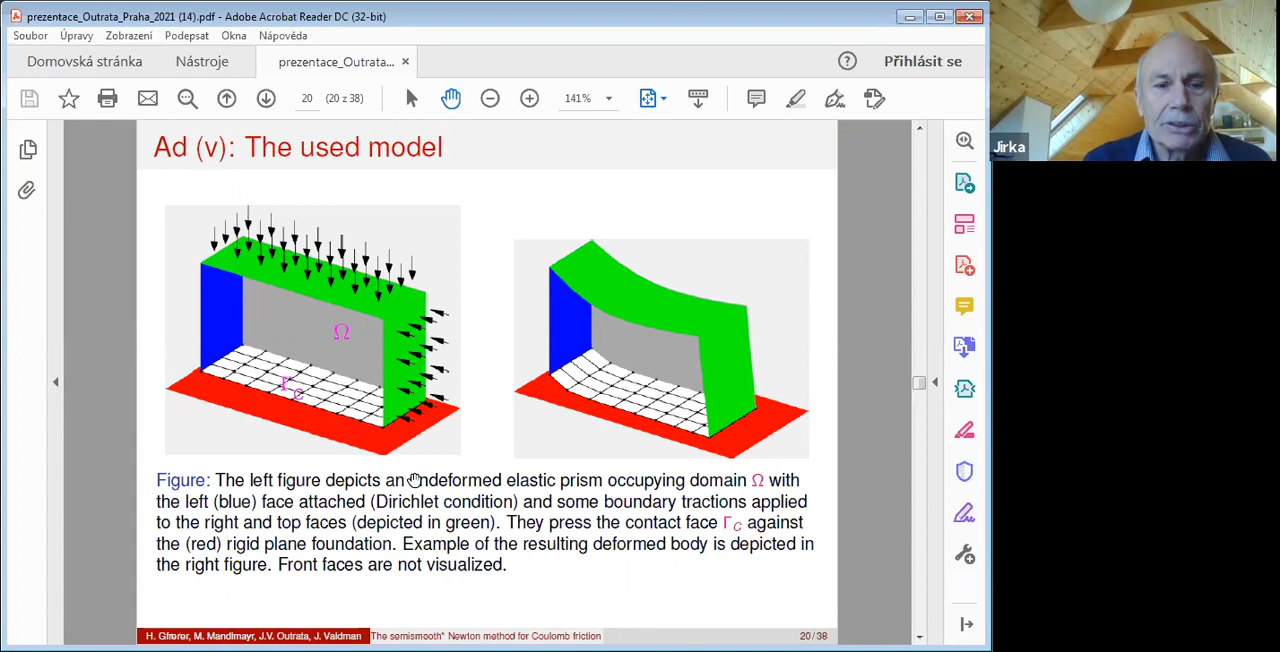 prezentace_Outrata_Praha_2021 (14).pdf - Adobe Acrobat Reader DC (32-bit)
Soubor Úpravy Zobrazení Podepsat Okna Nápověda
Domovská stránka Nástroje prezentace_Outrata... × Přihlásit se
20 (20 z 38) 141%
Jirka
Ad (v): The used model
Ω
Γ C
Figure: The left figure depicts an undeformed elastic prism occupying domain Ω with
the left (blue) face attached (Dirichlet condition) and some boundary tractions applied
to the right and top faces (depicted in green). They press the contact face Γ C against
the (red) rigid plane foundation. Example of the resulting deformed body is depicted in
the right figure. Front faces are not visualized.
H. Gfrerer, M. Mandlmayr, J.V. Outrata, J. Valdman The semismooth* Newton method for Coulomb friction 20/38